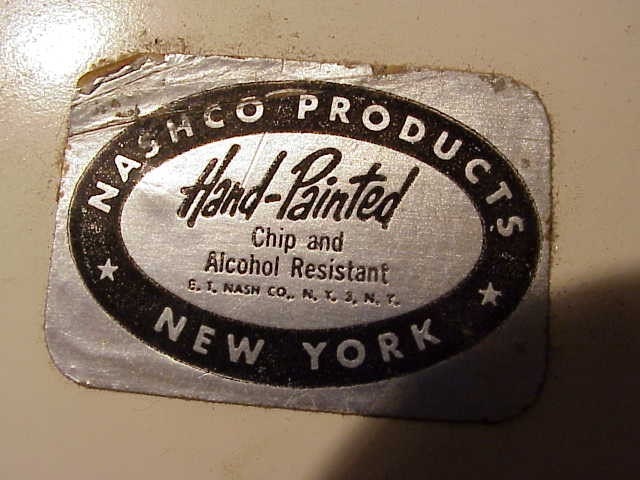 NASHCO PRODUCTS
Hand-Painted
Chip and
Alcohol Resistant
E. T. NASH CO., N. Y. 3, N. Y.
NEW YORK